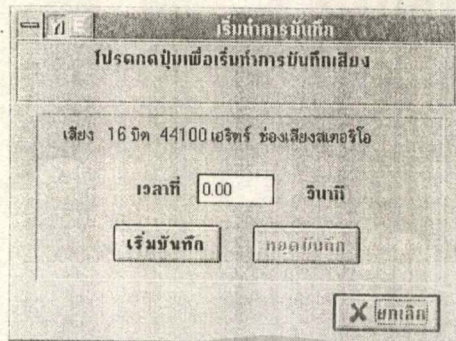 เริ่มทำการบันทึก
โปรดกดปุ่มเพื่อเริ่มทำการบันทึกเสียง
เสียง 16 บิต 44100 เฮริทร์ ช่องเสียงสเตอริโอ
เวลาที่ 0.00 วินาที
เริ่มบันทึก หยุดบันทึก
ยกเลิก